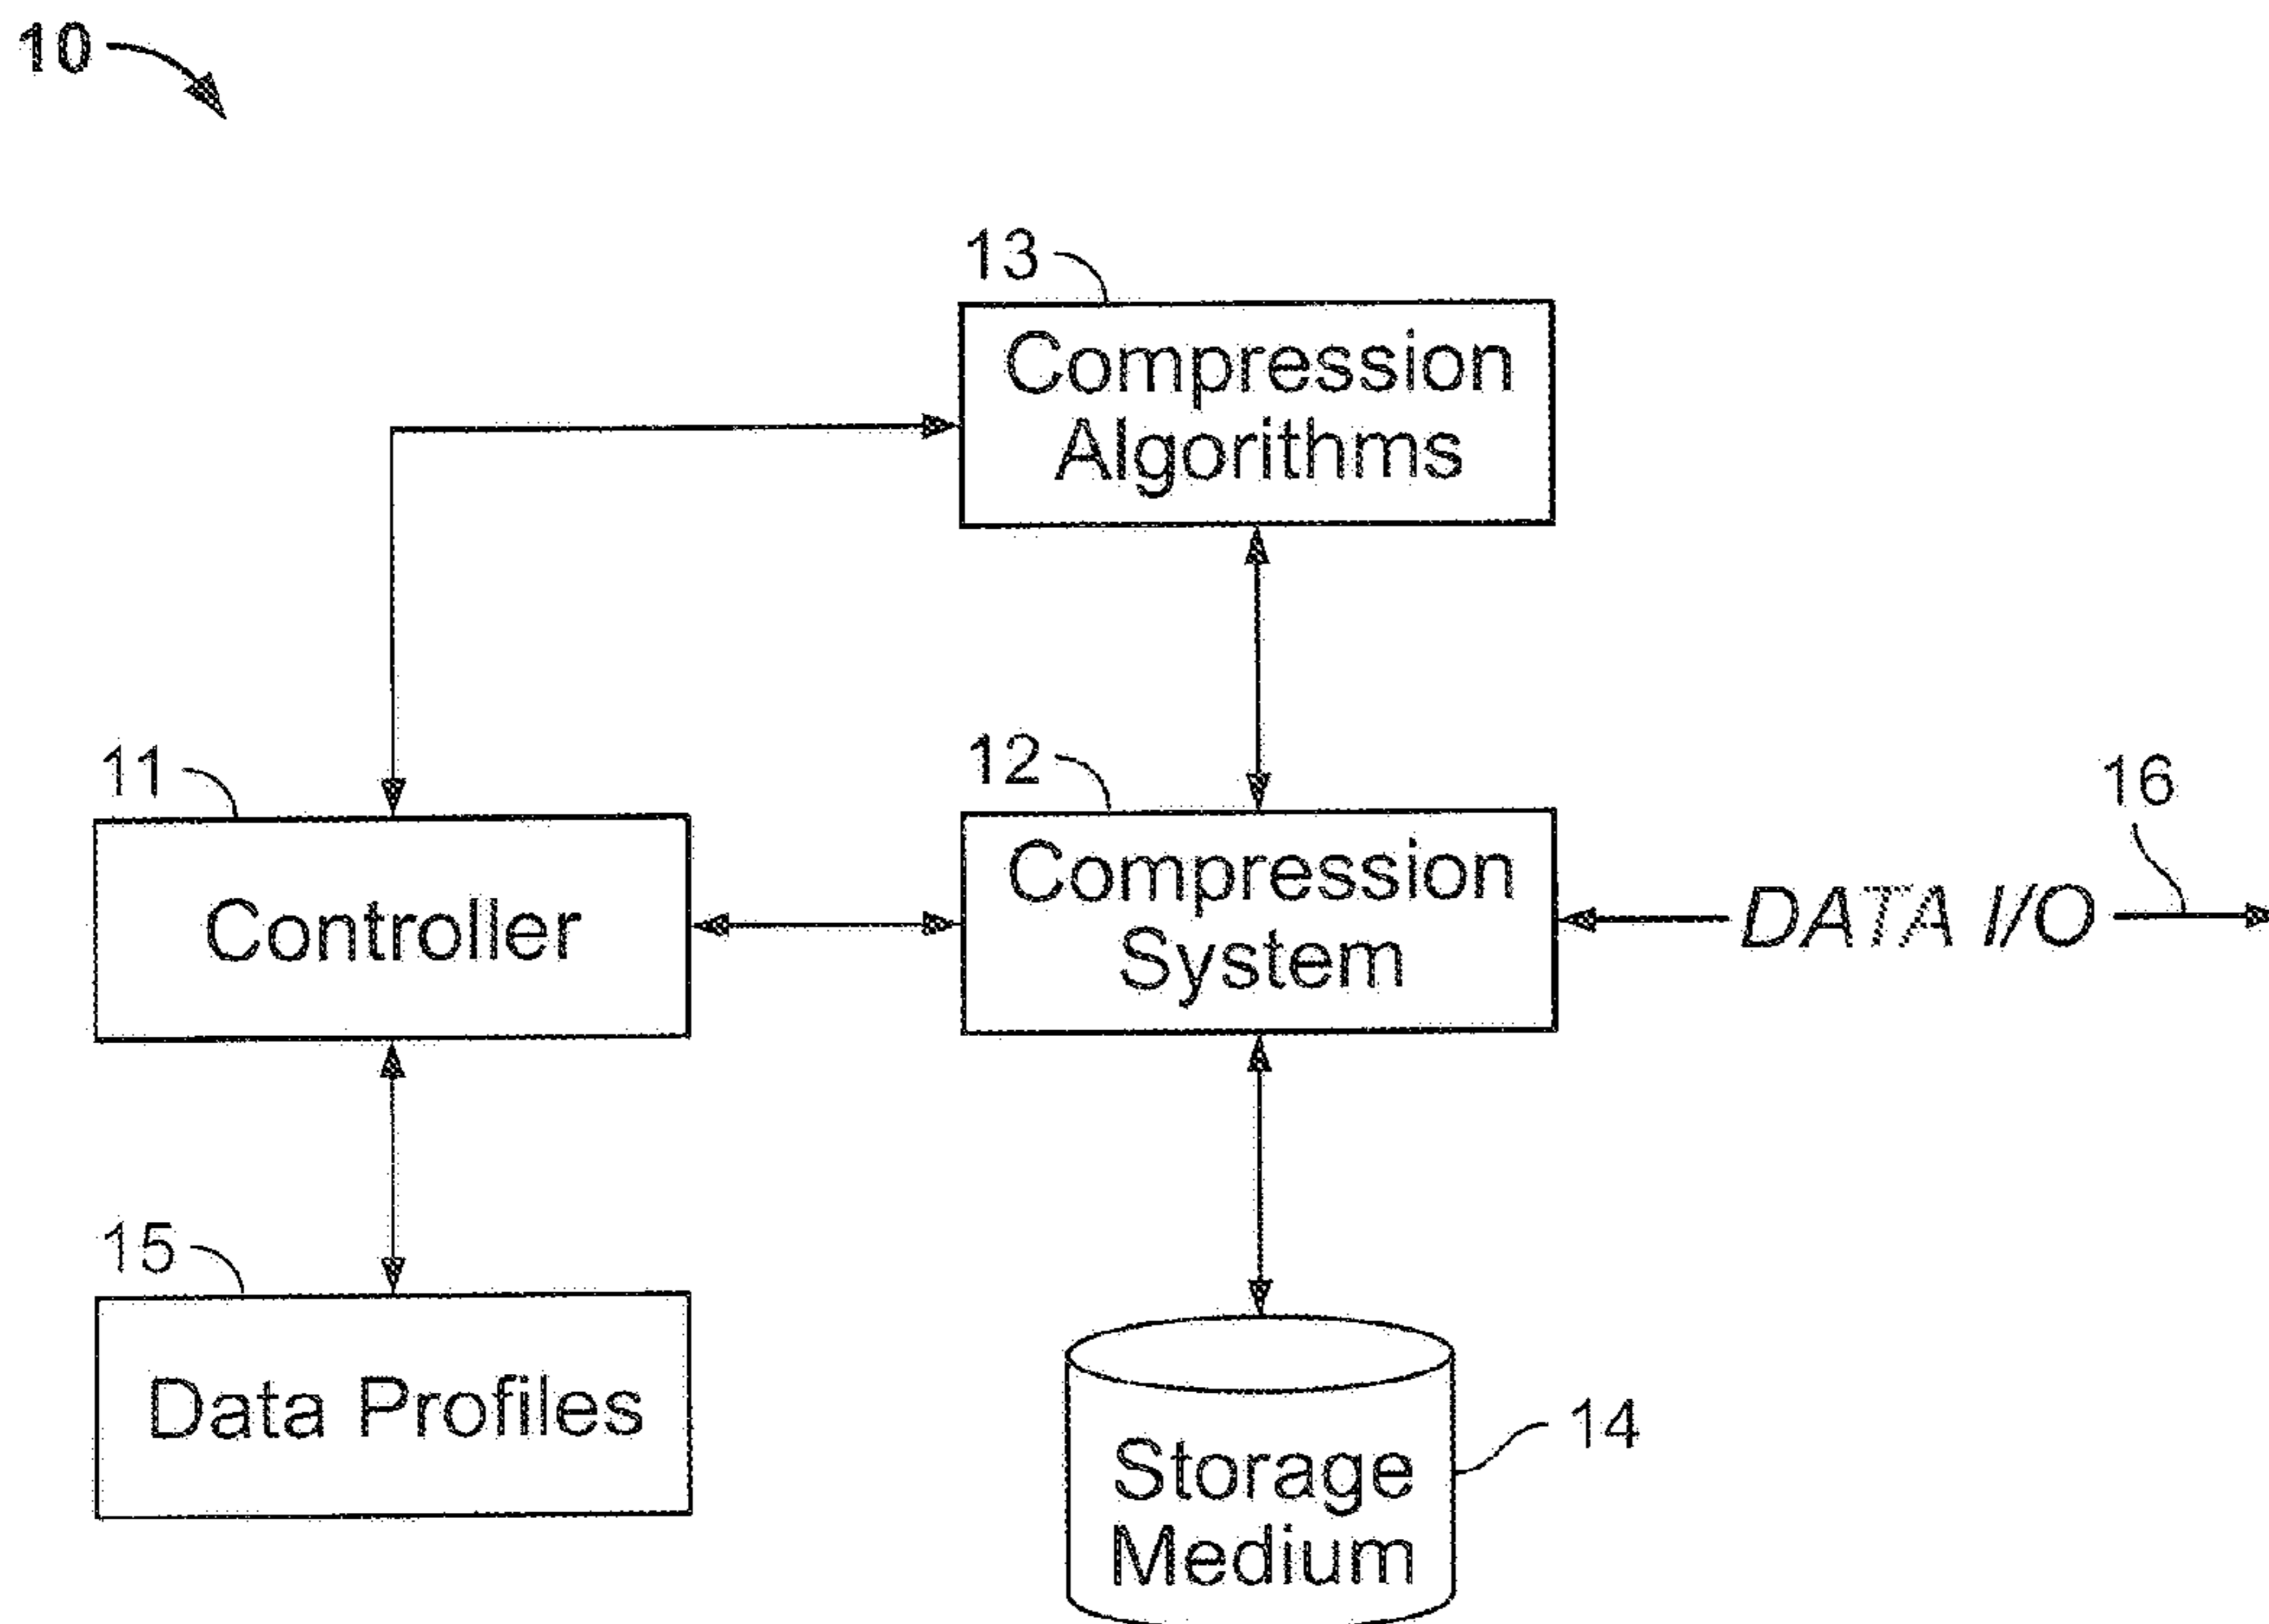 10
13
Compression
Algorithms
11
12
16
Controller
Compression
System
DATA I/O
15
Data Profiles
14
Storage
Medium